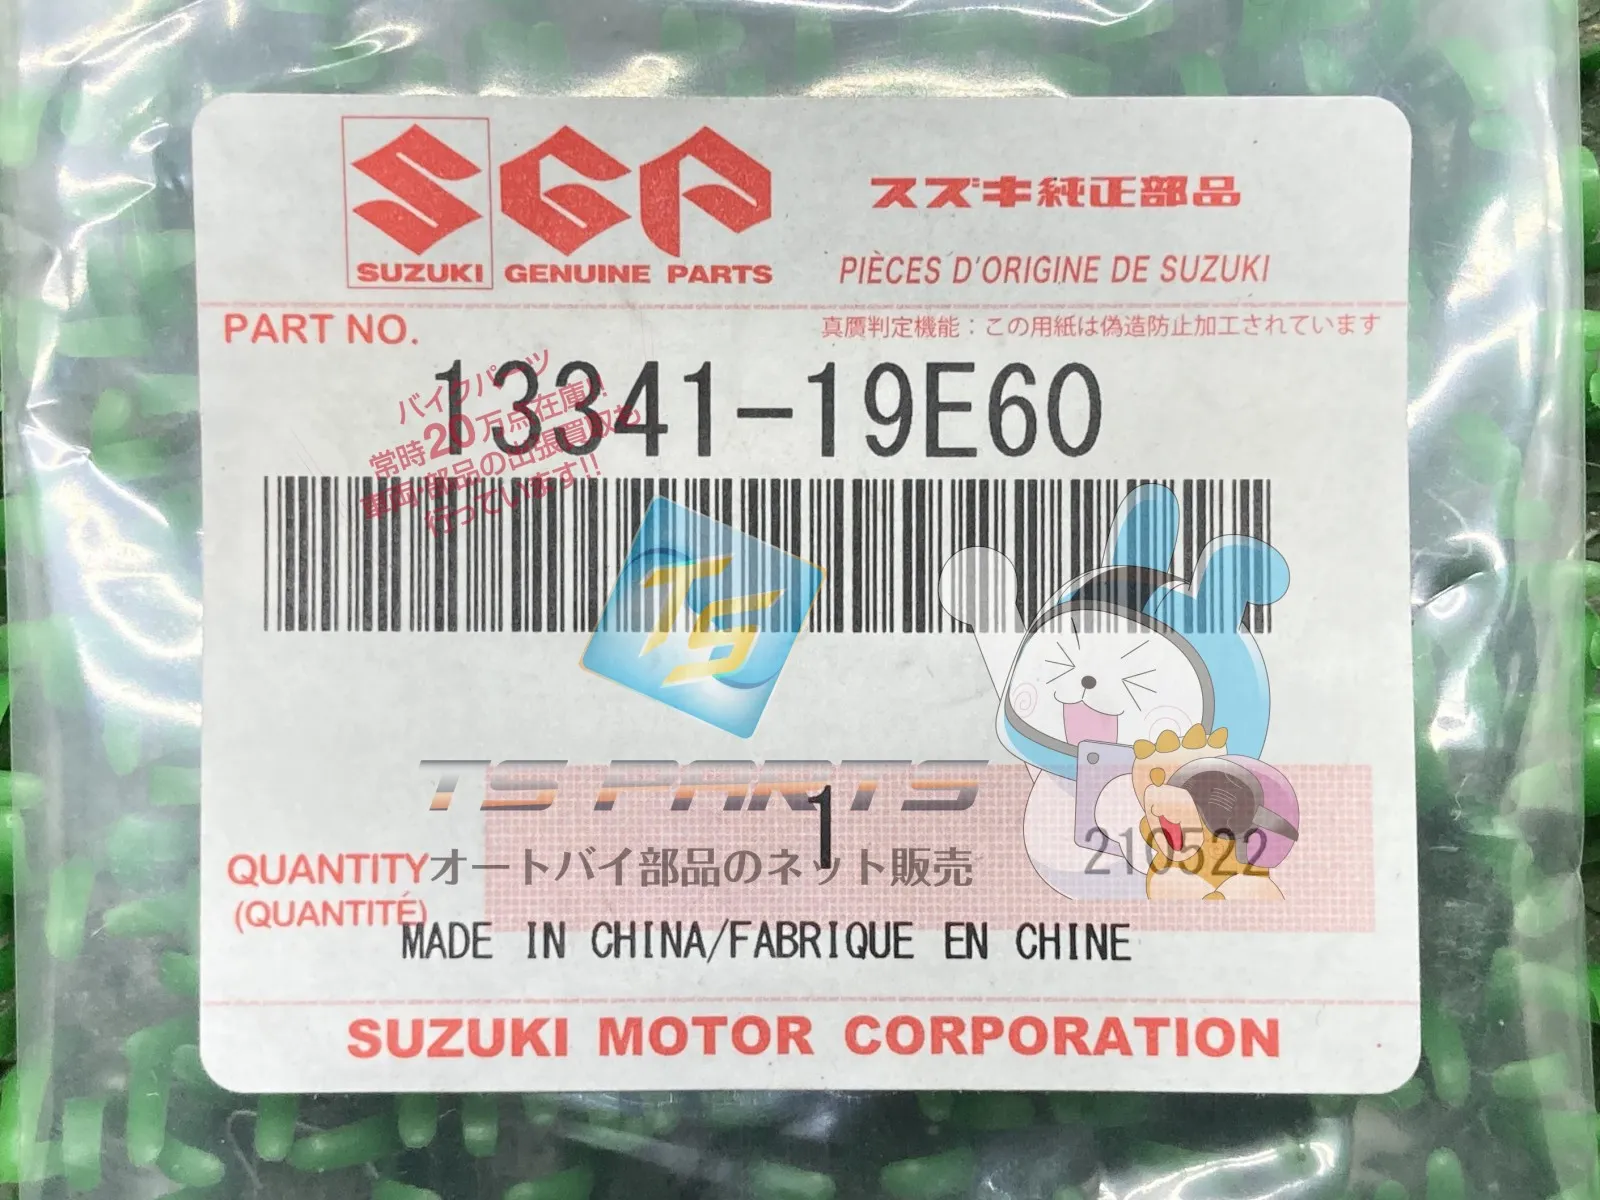 SUZUKI GENUINE PARTS
スズキ純正部品
PIÈCES D'ORIGINE DE SUZUKI
PART NO.
真贋判定機能：この用紙は偽造防止加工されています
13341-19E60
バイクパーツ
常時20万点在庫!!
車両・部品の出張買取も
行っています!!
TS
TS PARTS
1
210522
QUANTITY
オートバイ部品のネット販売
(QUANTITÉ)
MADE IN CHINA/FABRIQUE EN CHINE
SUZUKI MOTOR CORPORATION